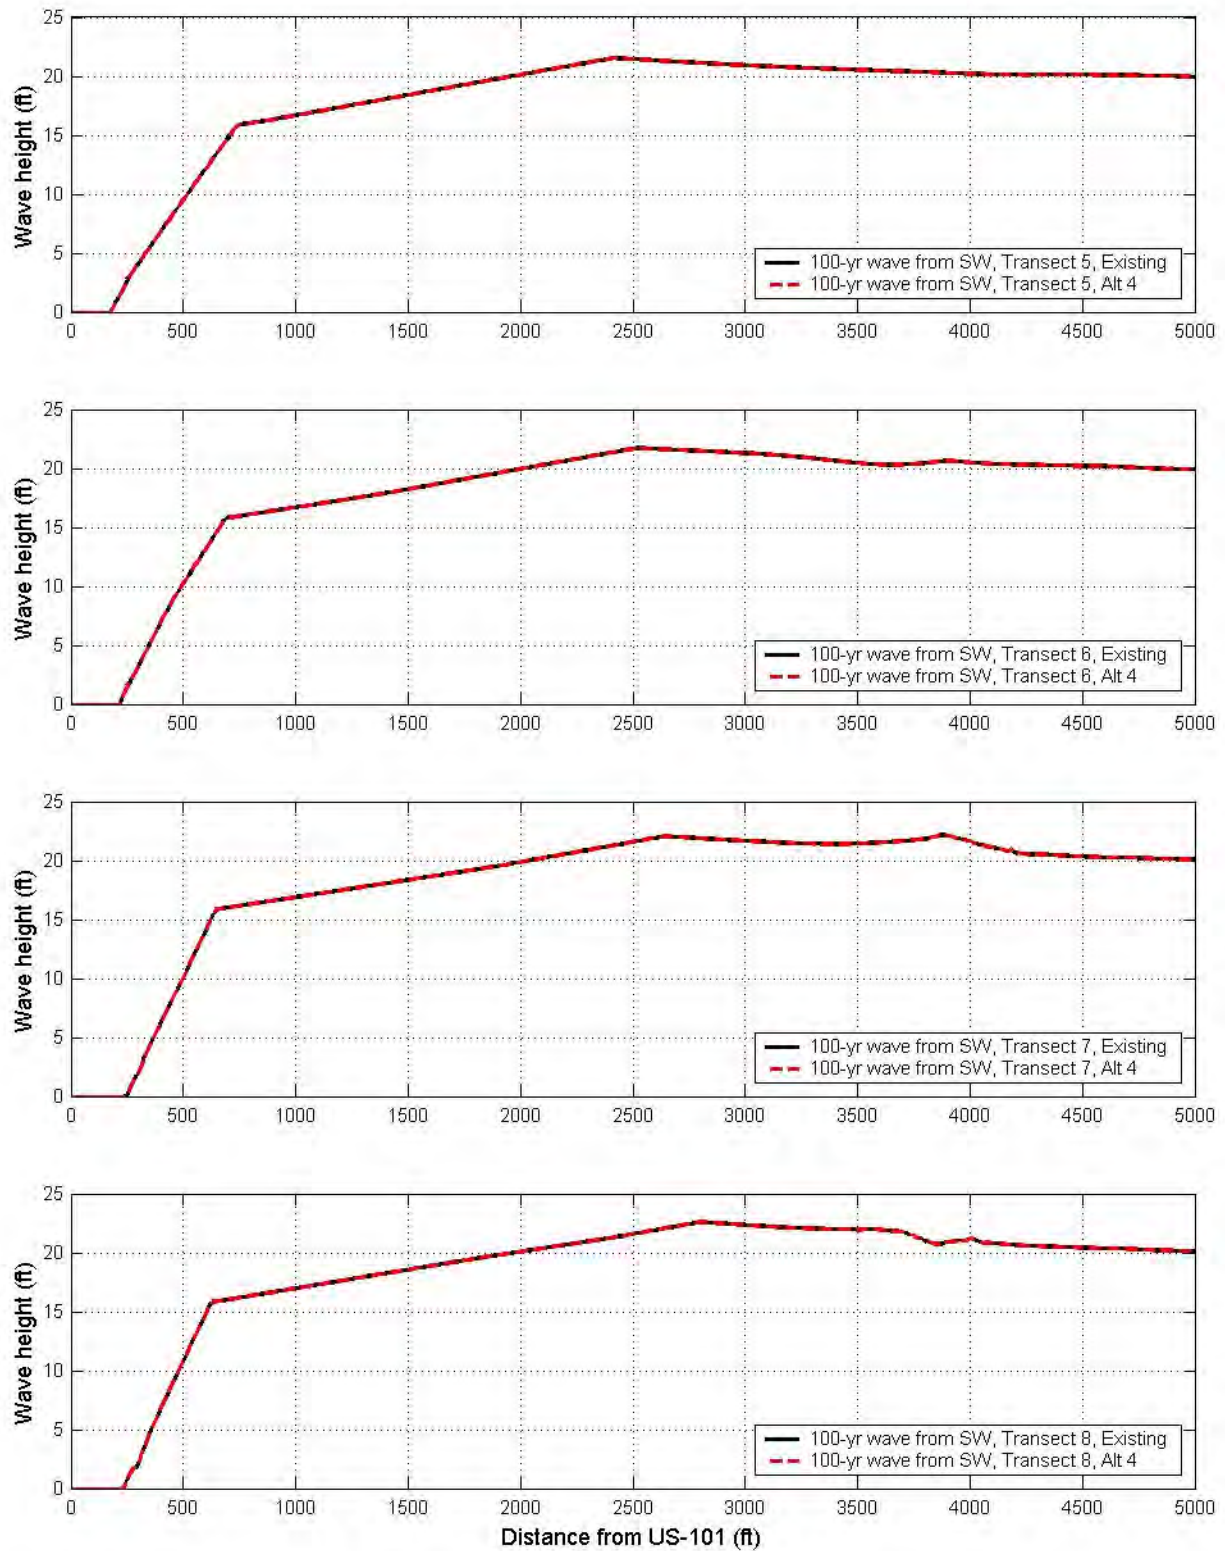 25
20
15
10
5
0
Wave height (ft)
100-yr wave from SW, Transect 5, Existing
100-yr wave from SW, Transect 5, Alt 4
0 500 1000 1500 2000 2500 3000 3500 4000 4500 5000
25
20
15
10
5
0
Wave height (ft)
100-yr wave from SW, Transect 6, Existing
100-yr wave from SW, Transect 6, Alt 4
0 500 1000 1500 2000 2500 3000 3500 4000 4500 5000
25
20
15
10
5
0
Wave height (ft)
100-yr wave from SW, Transect 7, Existing
100-yr wave from SW, Transect 7, Alt 4
0 500 1000 1500 2000 2500 3000 3500 4000 4500 5000
25
20
15
10
5
0
Wave height (ft)
100-yr wave from SW, Transect 8, Existing
100-yr wave from SW, Transect 8, Alt 4
0 500 1000 1500 2000 2500 3000 3500 4000 4500 5000
Distance from US-101 (ft)